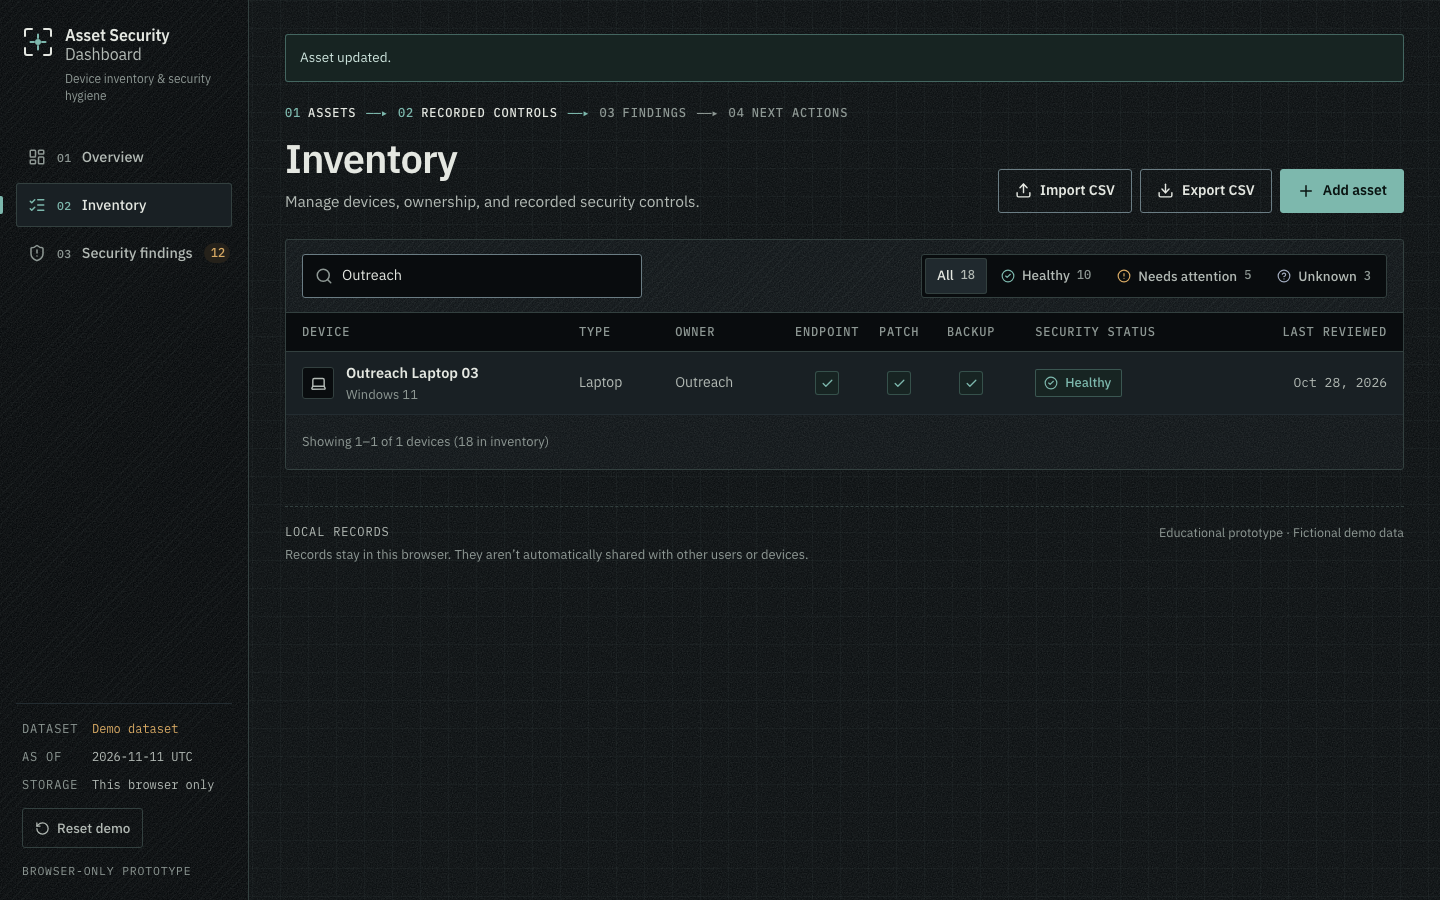 Asset Security
Dashboard
Device inventory & security
hygiene
01 Overview
02 Inventory
03 Security findings 12
DATASET Demo dataset
AS OF 2026-11-11 UTC
STORAGE This browser only
Reset demo
BROWSER-ONLY PROTOTYPE
Asset updated.
01 ASSETS 02 RECORDED CONTROLS 03 FINDINGS 04 NEXT ACTIONS
Inventory
Manage devices, ownership, and recorded security controls.
Import CSV Export CSV Add asset
Outreach
All 18 Healthy 10 Needs attention 5 Unknown 3
DEVICE TYPE OWNER ENDPOINT PATCH BACKUP SECURITY STATUS LAST REVIEWED
Outreach Laptop 03
Windows 11
Laptop Outreach Healthy Oct 28, 2026
Showing 1–1 of 1 devices (18 in inventory)
LOCAL RECORDS
Records stay in this browser. They aren’t automatically shared with other users or devices.
Educational prototype · Fictional demo data